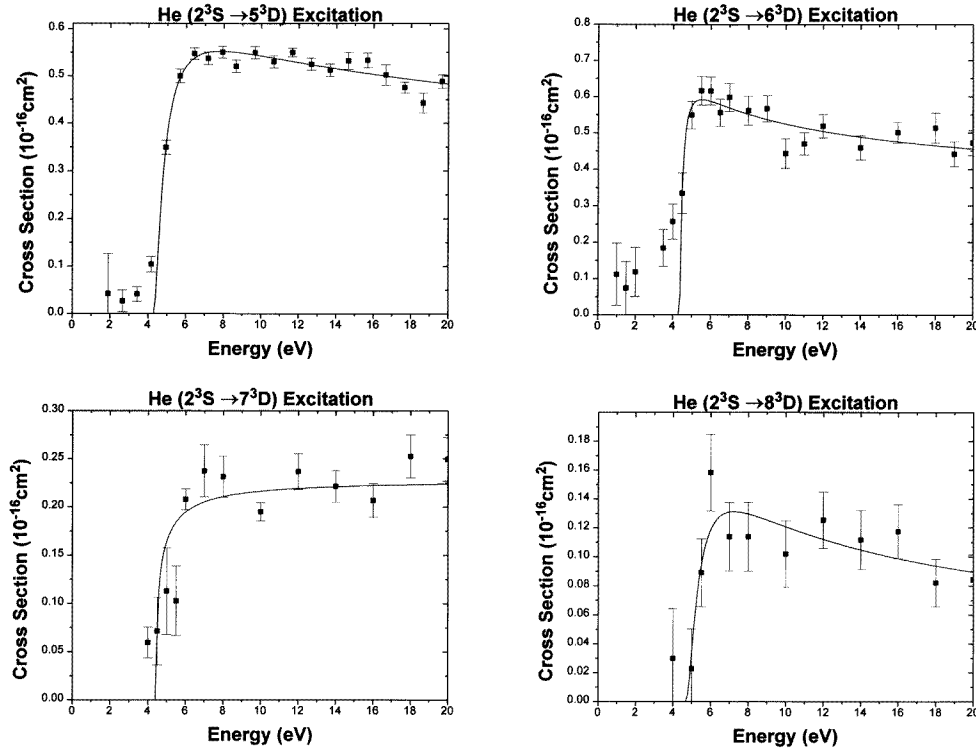 He (2³S →5³D) Excitation
Cross Section (10⁻¹⁶cm²)
0.6
0.5
0.4
0.3
0.2
0.1
0.0
0 2 4 6 8 10 12 14 16 18 20
Energy (eV)
He (2³S →6³D) Excitation
Cross Section (10⁻¹⁶cm²)
0.8
0.7
0.6
0.5
0.4
0.3
0.2
0.1
0.0
0 2 4 6 8 10 12 14 16 18 20
Energy (eV)
He (2³S →7³D) Excitation
Cross Section (10⁻¹⁶cm²)
0.30
0.25
0.20
0.15
0.10
0.05
0.00
0 2 4 6 8 10 12 14 16 18 20
Energy (eV)
He (2³S →8³D) Excitation
Cross Section (10⁻¹⁶cm²)
0.18
0.16
0.14
0.12
0.10
0.08
0.06
0.04
0.02
0.00
0 2 4 6 8 10 12 14 16 18 20
Energy (eV)